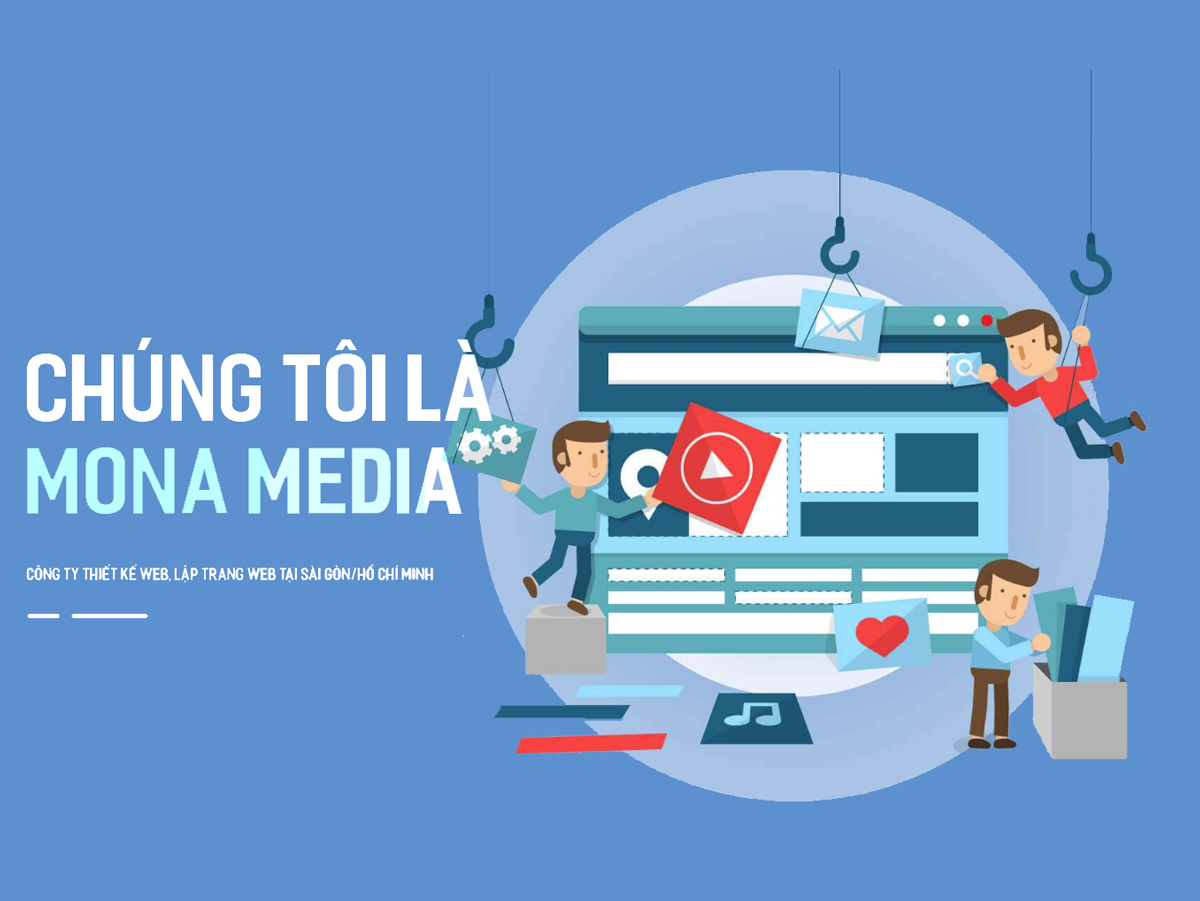 CHÚNG TÔI LÀ
MONA MEDIA
CÔNG TY THIẾT KẾ WEB, LẬP TRANG WEB TẠI SÀI GÒN/HỒ CHÍ MINH